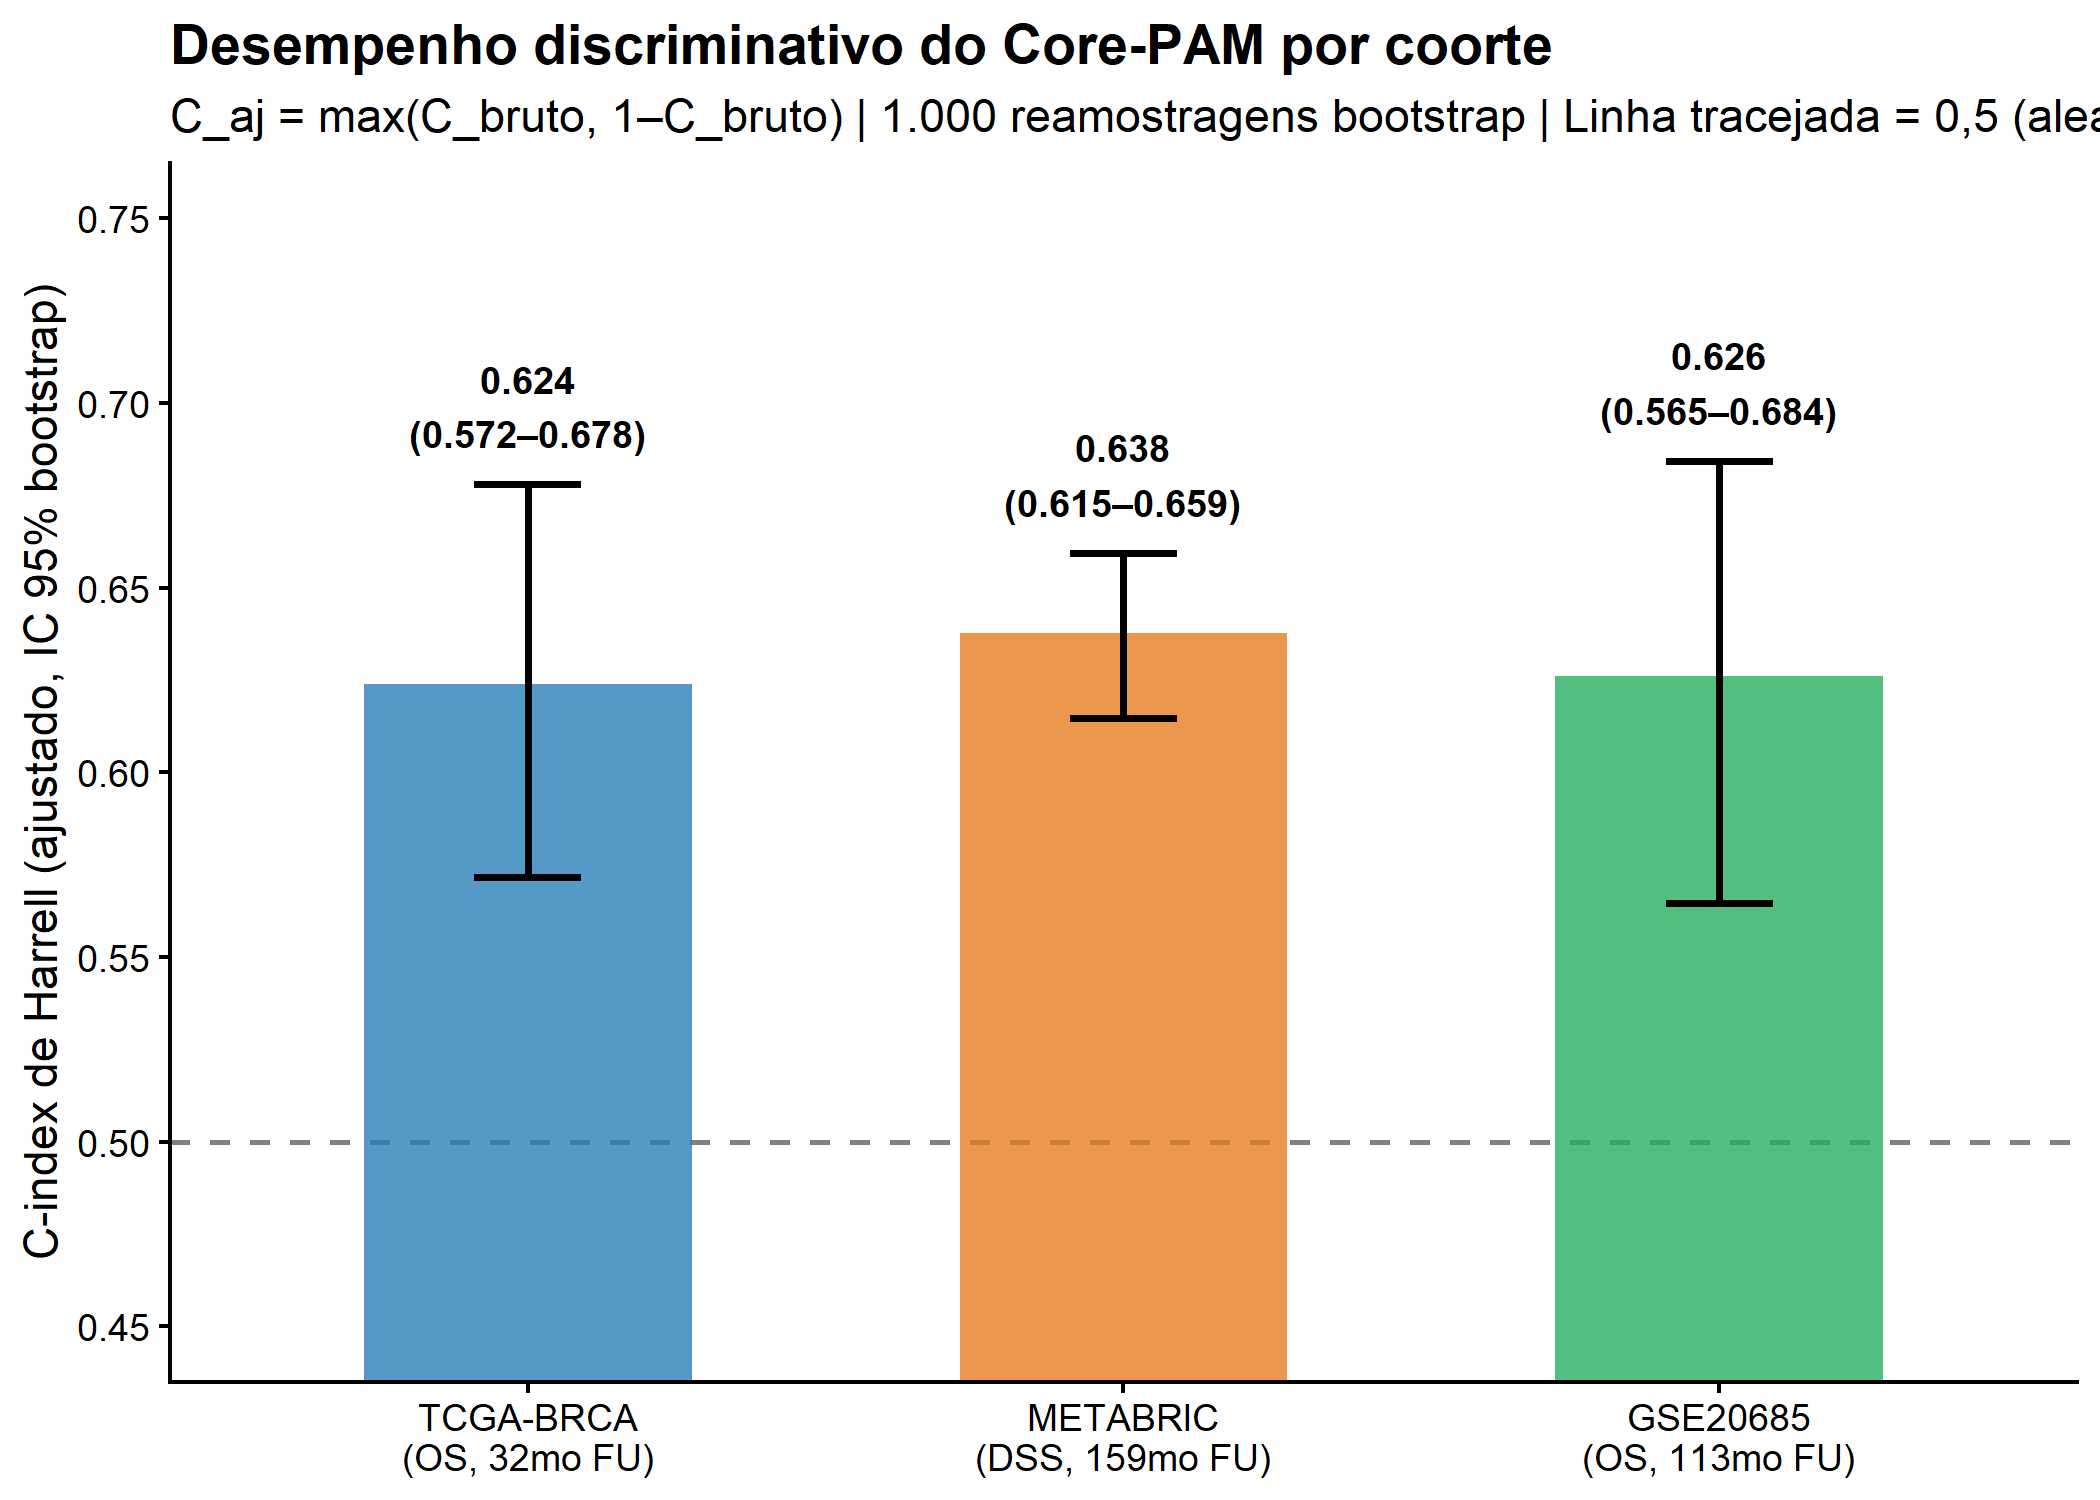 Desempenho discriminativo do Core-PAM por coorte
C_aj = max(C_bruto, 1–C_bruto) | 1.000 reamostragens bootstrap | Linha tracejada = 0,5 (alea
C-index de Harrell (ajustado, IC 95% bootstrap)
0.75
0.70
0.65
0.60
0.55
0.50
0.45
0.624
(0.572–0.678)
0.638
(0.615–0.659)
0.626
(0.565–0.684)
TCGA-BRCA
(OS, 32mo FU)
METABRIC
(DSS, 159mo FU)
GSE20685
(OS, 113mo FU)